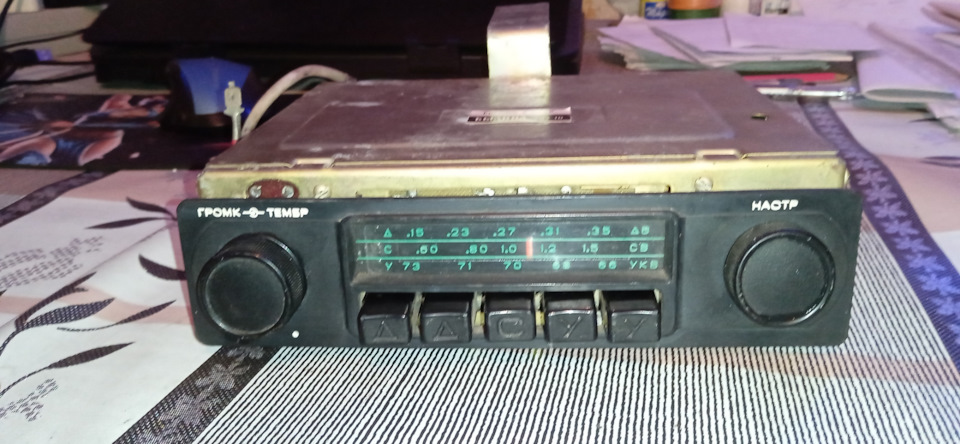 ГРОМК ТЕМБР
НАСТР
Д .15 .23 .27 .31 .35 ДВ
С .60 .80 1.0 1.2 1.5 СВ
У 73 71 70 68 66 УКВ
Д Д С У У